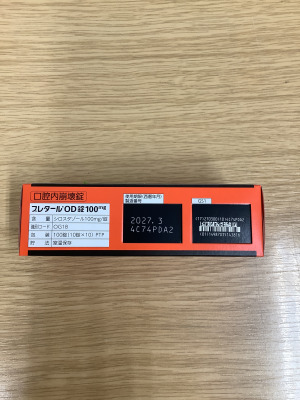 口腔内崩壊錠
プレタール®OD錠100mg
含 量 シロスタゾール100mg/錠
識別コード OG18
包 装 100錠(10錠×10) PTP
貯 法 室温保存
使用期限(西暦年月)
製造番号
2027. 3
4C74PDA2